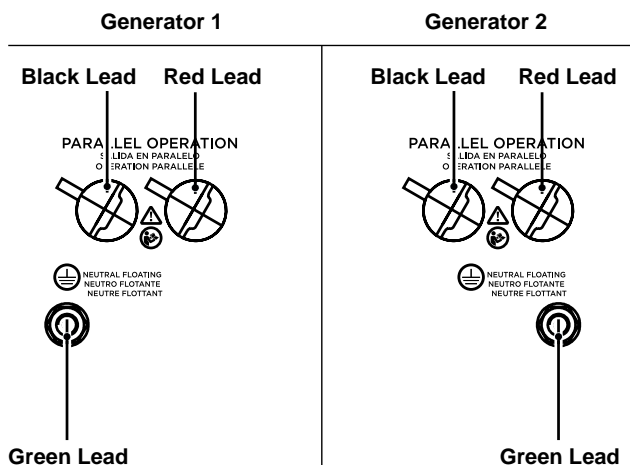 Generator 1
Generator 2
Black Lead
Red Lead
Black Lead
Red Lead
PARALLEL OPERATION
SALIDA EN PARALELO
OPERATION PARALLELE
PARALLEL OPERATION
SALIDA EN PARALELO
OPERATION PARALLELE
NEUTRAL FLOATING
NEUTRO FLOTANTE
NEUTRE FLOTTANT
NEUTRAL FLOATING
NEUTRO FLOTANTE
NEUTRE FLOTTANT
Green Lead
Green Lead